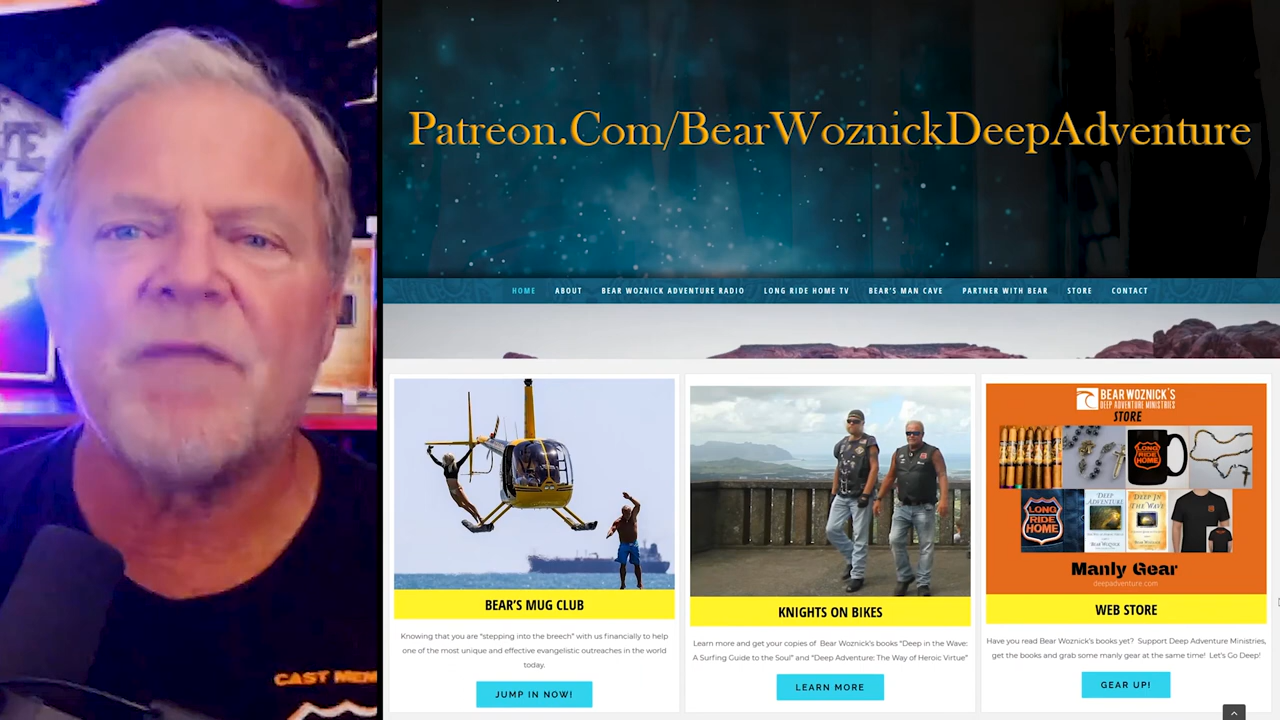 Patreon.Com/BearWoznickDeepAdventure
HOME ABOUT BEAR WOZNICK ADVENTURE RADIO LONG RIDE HOME TV BEAR'S MAN CAVE PARTNER WITH BEAR STORE CONTACT
BEAR'S MUG CLUB
Knowing that you are "stepping into the breech" with us financially to help
one of the most unique and effective evangelistic outreaches in the world
today.
JUMP IN NOW!
KNIGHTS ON BIKES
Learn more and get your copies of Bear Woznick's books "Deep in the Wave:
A Surfing Guide to the Soul" and "Deep Adventure: The Way of Heroic Virtue"
LEARN MORE
BEAR WOZNICK'S
DEEP ADVENTURE MINISTRIES
STORE
LONG
RIDE
HOME
LONG
RIDE
HOME
DEEP
ADVENTURE
DEEP IN
THE WAVE
Manly Gear
deepadventure.com
WEB STORE
Have you read Bear Woznick's books yet? Support Deep Adventure Ministries,
get the books and grab some manly gear at the same time! Let's Go Deep!
GEAR UP!
CAST MEM